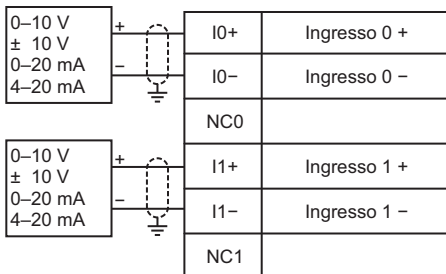 0–10 V
± 10 V
0–20 mA
4–20 mA
+
−
I0+ Ingresso 0 +
I0− Ingresso 0 −
NC0
0–10 V
± 10 V
0–20 mA
4–20 mA
+
−
I1+ Ingresso 1 +
I1− Ingresso 1 −
NC1